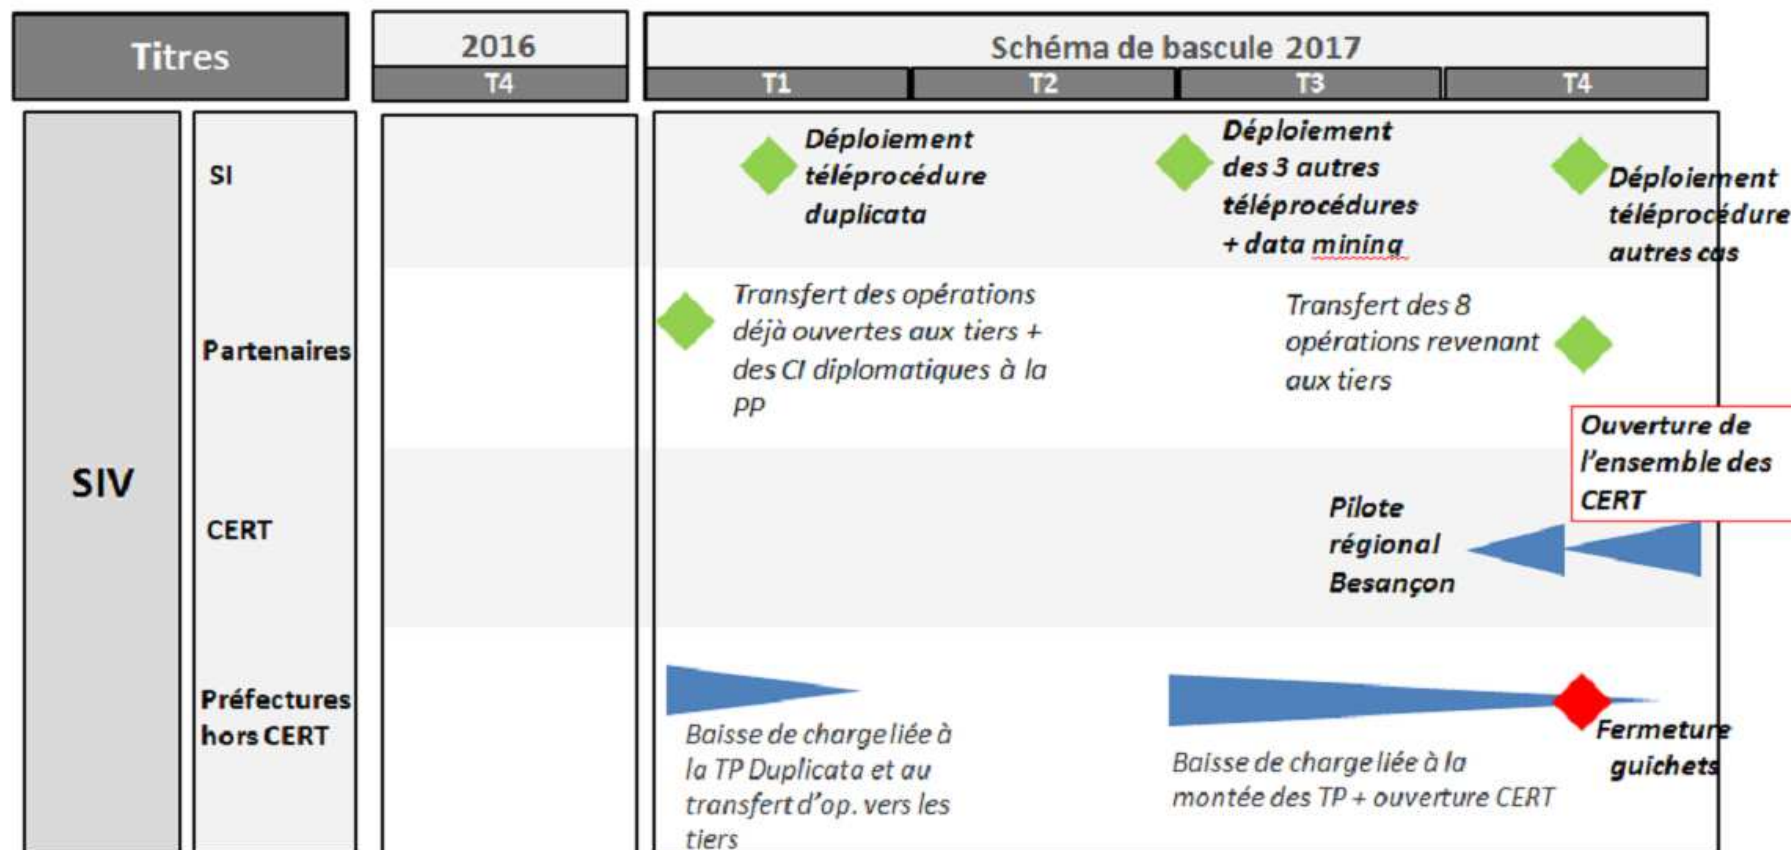 Titres
2016
Schéma de bascule 2017
T4
T1
T2
T3
T4
SIV
SI
Déploiement
téléprocédure
duplicata
Déploiement
des 3 autres
téléprocédures
+ data mining
Déploiement
téléprocédure
autres cas
Partenaires
Transfert des opérations
déjà ouvertes aux tiers +
des CI diplomatiques à la
PP
Transfert des 8
opérations revenant
aux tiers
CERT
Pilote
régional
Besançon
Ouverture de
l'ensemble des
CERT
Préfectures
hors CERT
Baisse de charge liée à
la TP Duplicata et au
transfert d'op. vers les
tiers
Baisse de charge liée à la
montée des TP + ouverture CERT
Fermeture
guichets